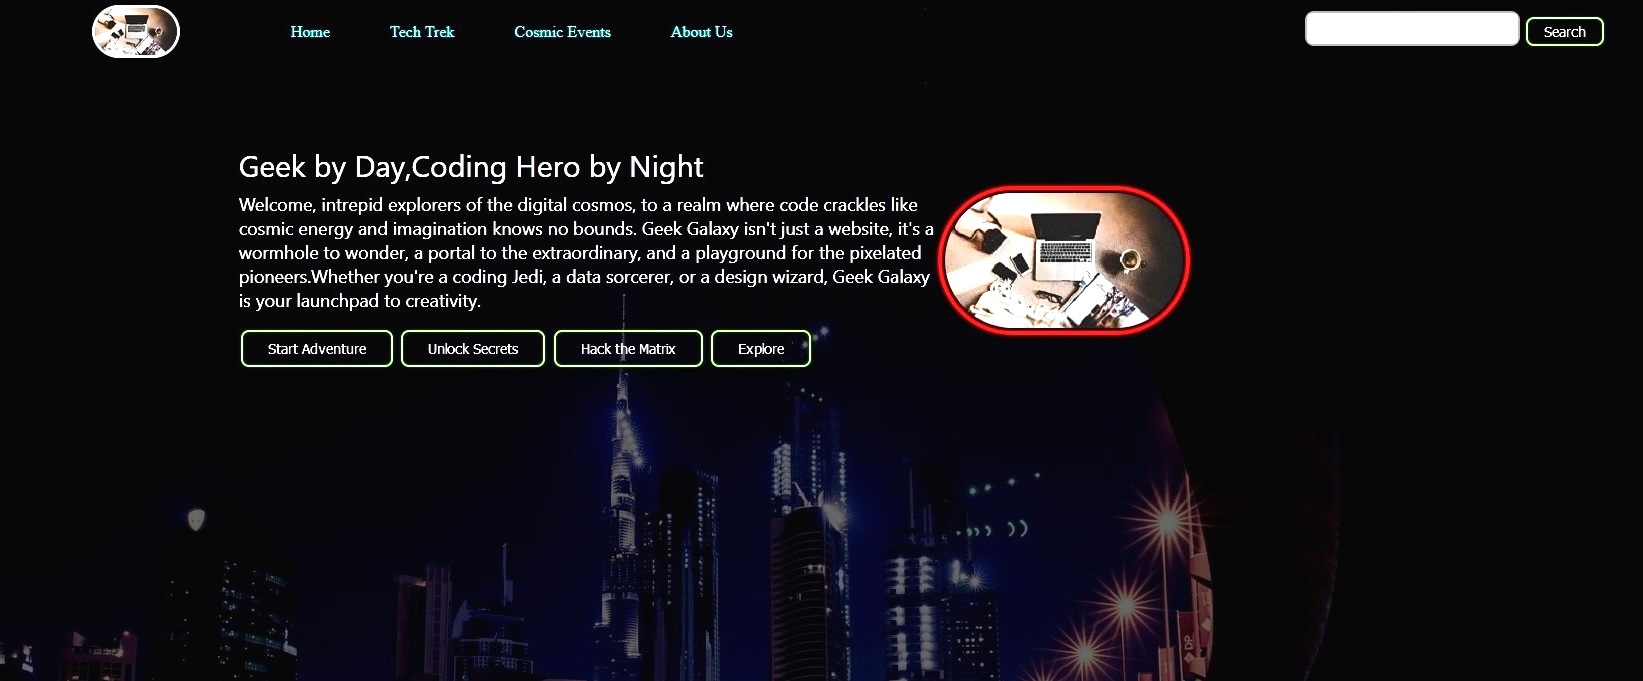 Home Tech Trek Cosmic Events About Us Search
Geek by Day,Coding Hero by Night
Welcome, intrepid explorers of the digital cosmos, to a realm where code crackles like
cosmic energy and imagination knows no bounds. Geek Galaxy isn't just a website, it's a
wormhole to wonder, a portal to the extraordinary, and a playground for the pixelated
pioneers.Whether you're a coding Jedi, a data sorcerer, or a design wizard, Geek Galaxy
is your launchpad to creativity.
Start Adventure Unlock Secrets Hack the Matrix Explore
DP